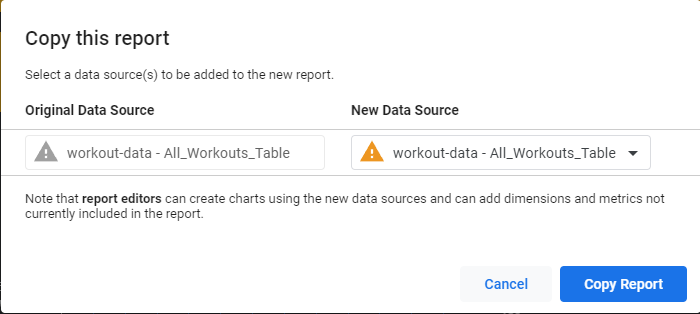 Copy this report
Select a data source(s) to be added to the new report.
Original Data Source New Data Source
workout-data - All_Workouts_Table workout-data - All_Workouts_Table
Note that report editors can create charts using the new data sources and can add dimensions and metrics not
currently included in the report.
Cancel Copy Report